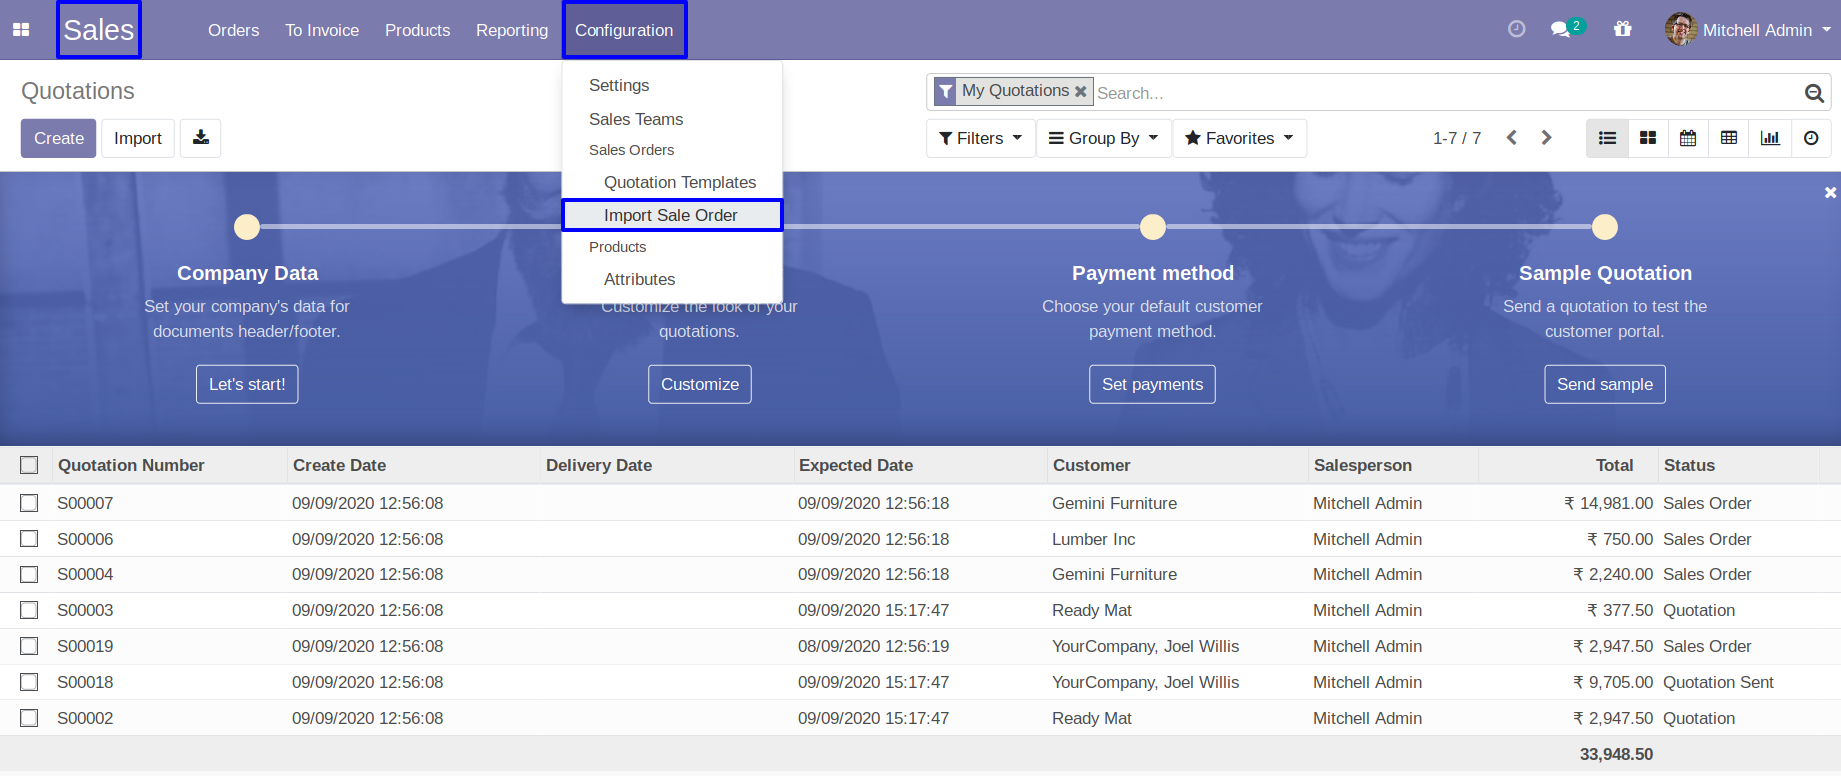 Sales Orders To Invoice Products Reporting Configuration 2 Mitchell Admin
Quotations
My Quotations Search...
Create Import
Filters Group By Favorites 1-7 / 7
Settings
Sales Teams
Sales Orders
Quotation Templates
Import Sale Order
Products
Attributes
Company Data
Set your company's data for
documents header/footer.
Let's start!
Customize the look of your
quotations.
Customize
Payment method
Choose your default customer
payment method.
Set payments
Sample Quotation
Send a quotation to test the
customer portal.
Send sample
Quotation Number Create Date Delivery Date Expected Date Customer Salesperson Total Status
S00007 09/09/2020 12:56:08 09/09/2020 12:56:18 Gemini Furniture Mitchell Admin ₹ 14,981.00 Sales Order
S00006 09/09/2020 12:56:08 09/09/2020 12:56:18 Lumber Inc Mitchell Admin ₹ 750.00 Sales Order
S00004 09/09/2020 12:56:08 09/09/2020 12:56:18 Gemini Furniture Mitchell Admin ₹ 2,240.00 Sales Order
S00003 09/09/2020 12:56:08 09/09/2020 15:17:47 Ready Mat Mitchell Admin ₹ 377.50 Quotation
S00019 09/09/2020 12:56:08 08/09/2020 12:56:19 YourCompany, Joel Willis Mitchell Admin ₹ 2,947.50 Sales Order
S00018 09/09/2020 12:56:08 09/09/2020 15:17:47 YourCompany, Joel Willis Mitchell Admin ₹ 9,705.00 Quotation Sent
S00002 09/09/2020 12:56:08 09/09/2020 15:17:47 Ready Mat Mitchell Admin ₹ 2,947.50 Quotation
33,948.50